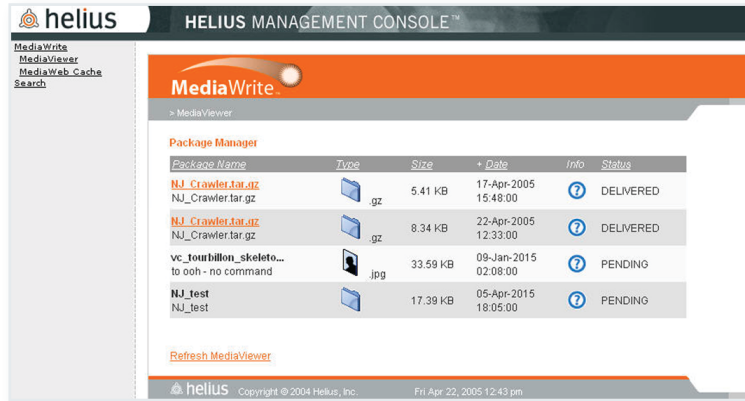 helius
HELIUS MANAGEMENT CONSOLE™
MediaWrite
MediaViewer
MediaWeb Cache
Search
MediaWrite™
> MediaViewer
Package Manager
Package Name Type Size + Date Info Status
NJ_Crawler.tar.gz
NJ_Crawler.tar.gz .gz 5.41 KB 17-Apr-2005 15:48:00 ? DELIVERED
NJ_Crawler.tar.gz
NJ_Crawler.tar.gz .gz 8.34 KB 22-Apr-2005 12:33:00 ? DELIVERED
vc_tourbillon_skeleto...
to ooh - no command .jpg 33.59 KB 09-Jan-2015 02:08:00 ? PENDING
NJ_test
NJ_test 17.39 KB 05-Apr-2015 18:05:00 ? PENDING
Refresh MediaViewer
helius Copyright © 2004 Helius, Inc. Fri Apr 22, 2005 12:43 pm